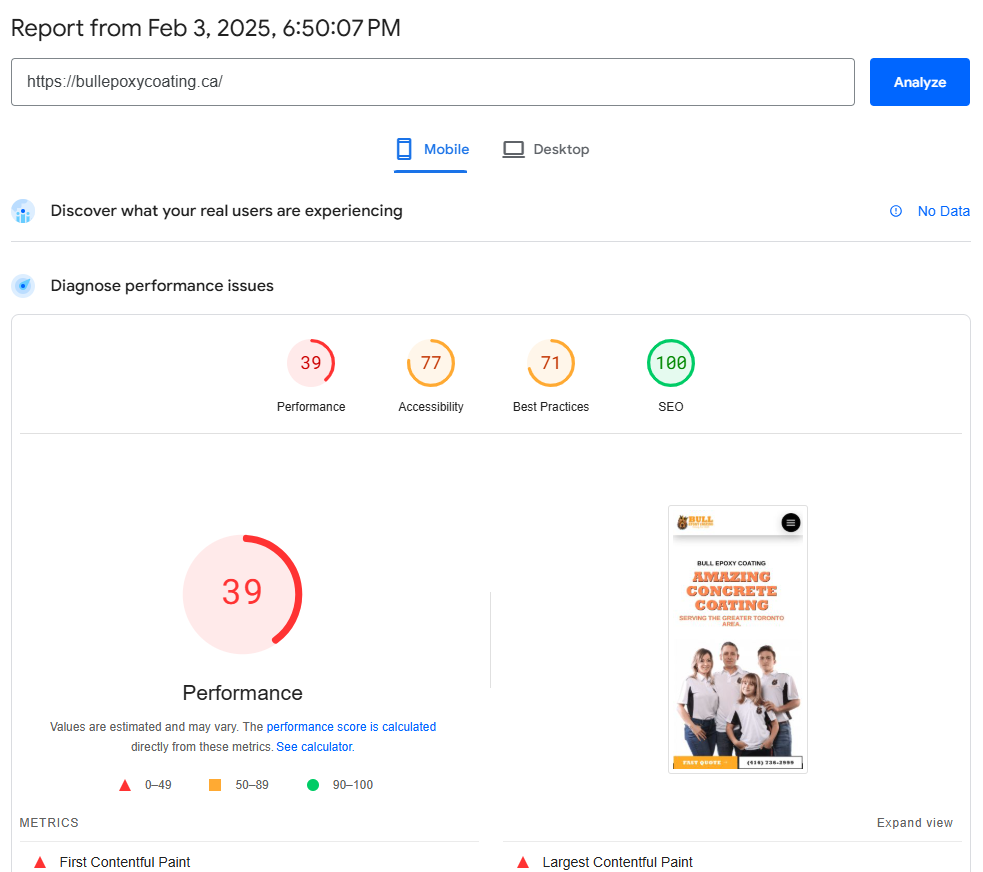 Report from Feb 3, 2025, 6:50:07 PM
https://bullepoxycoating.ca/
Analyze
Mobile
Desktop
Discover what your real users are experiencing
No Data
Diagnose performance issues
39
77
71
100
Performance
Accessibility
Best Practices
SEO
39
Performance
Values are estimated and may vary. The performance score is calculated
directly from these metrics. See calculator.
0–49
50–89
90–100
BULL
BULL EPOXY COATING
AMAZING
CONCRETE
COATING
SERVING THE GREATER TORONTO
AREA.
FAST QUOTE
METRICS
Expand view
First Contentful Paint
Largest Contentful Paint